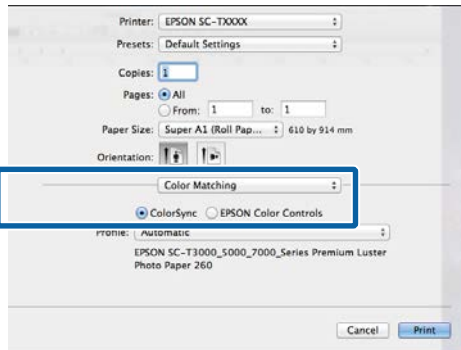 Printer: EPSON SC-TXXXX
Presets: Default Settings
Copies: 1
Pages: All
From: 1 to: 1
Paper Size: Super A1 (Roll Pap... 610 by 914 mm
Orientation:
Color Matching
ColorSync EPSON Color Controls
Profile: Automatic
EPSON SC-T3000_5000_7000_Series Premium Luster
Photo Paper 260
Cancel Print